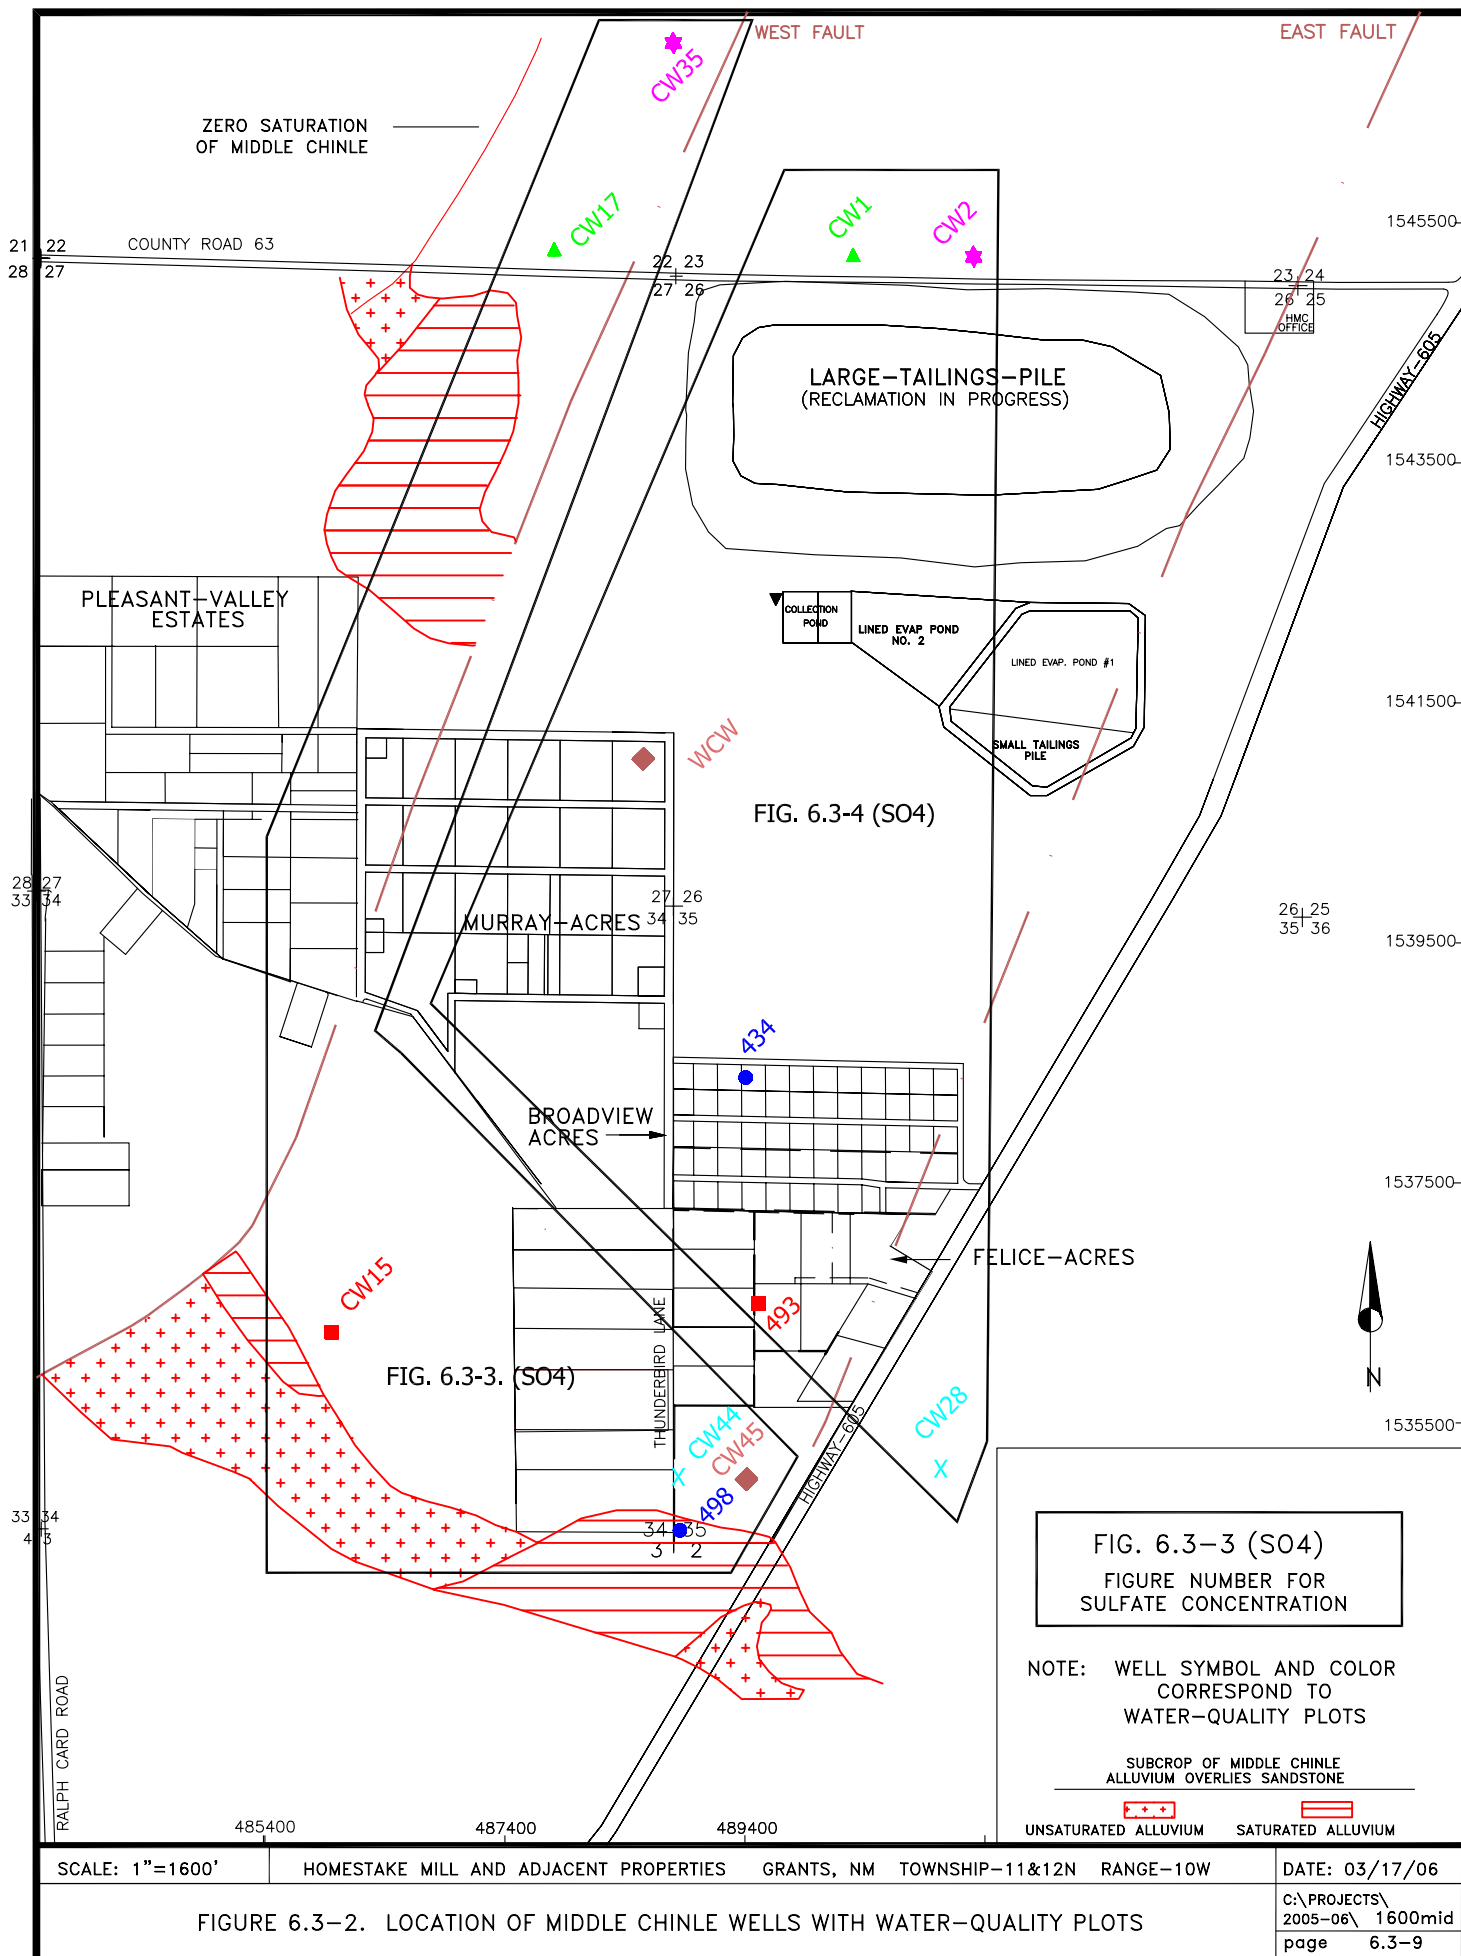 WEST FAULT
EAST FAULT
CW35
ZERO SATURATION
OF MIDDLE CHINLE
CW17
CW1
CW2
1545500
21 22
28 27
COUNTY ROAD 63
22 23
27 26
23 24
26 25
HMC
OFFICE
HIGHWAY-605
LARGE-TAILINGS-PILE
(RECLAMATION IN PROGRESS)
1543500
PLEASANT-VALLEY
ESTATES
COLLECTION
POND
LINED EVAP POND
NO. 2
LINED EVAP. POND #1
1541500
SMALL TAILINGS
PILE
WCW
FIG. 6.3-4 (SO4)
28 27
33 34
27 26
34 35
MURRAY-ACRES
26 25
35 36
1539500
434
BROADVIEW
ACRES
1537500
FELICE-ACRES
CW15
493
THUNDERBIRD LANE
FIG. 6.3-3. (SO4)
N
CW28
CW44
CW45
HIGHWAY-605
1535500
498
33 34
4 3
34 35
3 2
FIG. 6.3-3 (SO4)
FIGURE NUMBER FOR
SULFATE CONCENTRATION
NOTE: WELL SYMBOL AND COLOR
CORRESPOND TO
WATER-QUALITY PLOTS
SUBCROP OF MIDDLE CHINLE
ALLUVIUM OVERLIES SANDSTONE
UNSATURATED ALLUVIUM SATURATED ALLUVIUM
RALPH CARD ROAD
485400
487400
489400
SCALE: 1"=1600'
HOMESTAKE MILL AND ADJACENT PROPERTIES GRANTS, NM TOWNSHIP-11&12N RANGE-10W
DATE: 03/17/06
FIGURE 6.3-2. LOCATION OF MIDDLE CHINLE WELLS WITH WATER-QUALITY PLOTS
C:\PROJECTS\
2005-06\ 1600mid
page 6.3-9